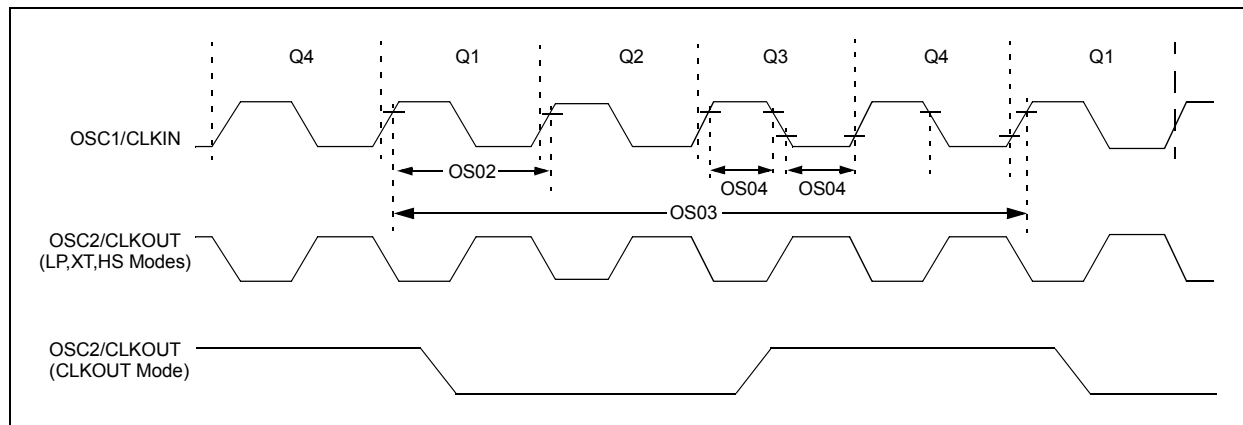 Q4 Q1 Q2 Q3 Q4 Q1
OSC1/CLKIN
OS02
OS04 OS04
OS03
OSC2/CLKOUT
(LP,XT,HS Modes)
OSC2/CLKOUT
(CLKOUT Mode)